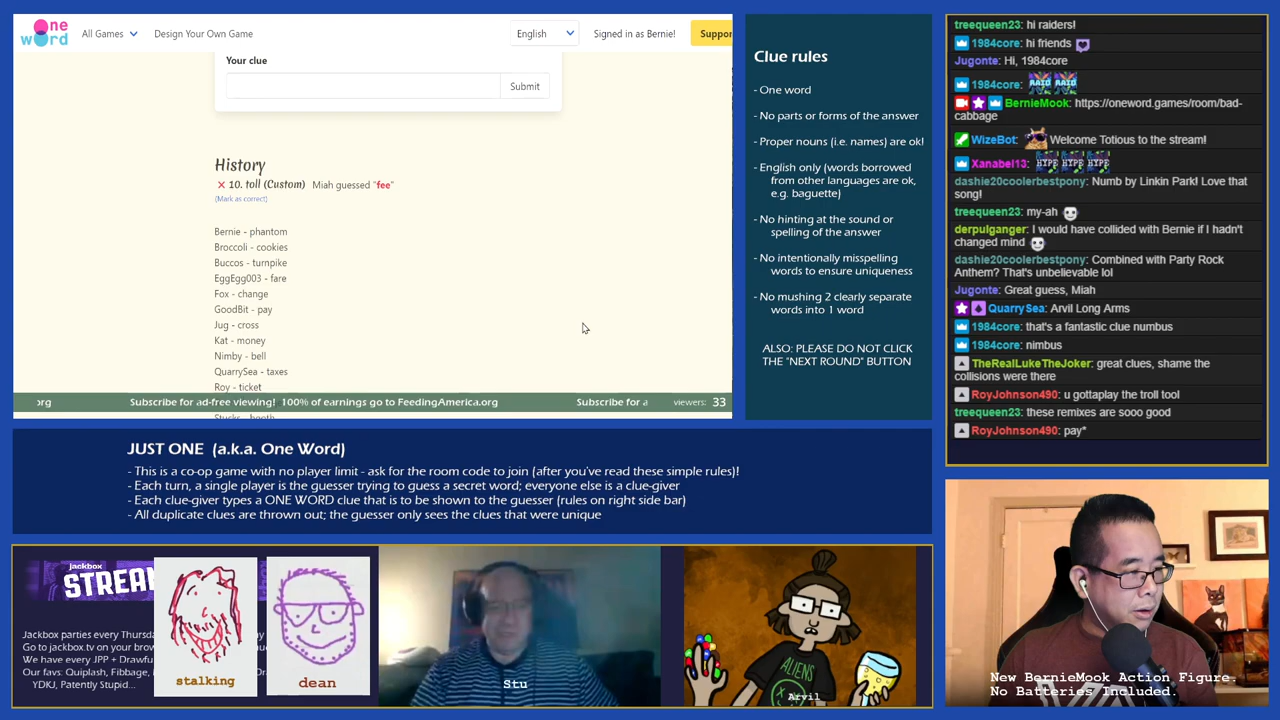 One
word
All Games
Design Your Own Game
English
Signed in as Bernie!
Suppor
Your clue
Submit
History
10. toll (Custom) Miah guessed "fee"
(Mark as correct)
Bernie - phantom
Broccoli - cookies
Buccos - turnpike
EggEgg003 - fare
Fox - change
GoodBit - pay
Jug - cross
Kat - money
Nimby - bell
QuarrySea - taxes
Roy - ticket
org Subscribe for ad-free viewing! 100% of earnings go to FeedingAmerica.org Subscribe for a viewers: 33
Clue rules
- One word
- No parts or forms of the answer
- Proper nouns (i.e. names) are ok!
- English only (words borrowed
from other languages are ok,
e.g. baguette)
- No hinting at the sound or
spelling of the answer
- No intentionally misspelling
words to ensure uniqueness
- No mushing 2 clearly separate
words into 1 word
ALSO: PLEASE DO NOT CLICK
THE "NEXT ROUND" BUTTON
treequeen23: hi raiders!
1984core: hi friends
Jugonte: Hi, 1984core
1984core: RAID RAID
BernieMook: https://oneword.games/room/bad-
cabbage
WizeBot: Welcome Totious to the stream!
Xanabel13: HYPE HYPE HYPE
dashie20coolerbestpony: Numb by Linkin Park! Love that
song!
treequeen23: my-ah
derpulganger: I would have collided with Bernie if I hadn't
changed mind
dashie20coolerbestpony: Combined with Party Rock
Anthem? That's unbelievable lol
Jugonte: Great guess, Miah
QuarrySea: Arvil Long Arms
1984core: that's a fantastic clue numbus
1984core: nimbus
TheRealLukeTheJoker: great clues, shame the
collisions were there
RoyJohnson490: u gottaplay the troll tool
treequeen23: these remixes are sooo good
RoyJohnson490: pay*
JUST ONE (a.k.a. One Word)
- This is a co-op game with no player limit - ask for the room code to join (after you've read these simple rules)!
- Each turn, a single player is the guesser trying to guess a secret word; everyone else is a clue-giver
- Each clue-giver types a ONE WORD clue that is to be shown to the guesser (rules on right side bar)
- All duplicate clues are thrown out; the guesser only sees the clues that were unique
jackbox
STREA
Jackbox parties every Thursda
Go to jackbox.tv on your brow
We have every JPP + Drawfu
Our favs: Quiplash, Fibbage,
YDKJ, Patently Stupid...
stalking
dean
Stu
ALIENS
Arvil
New BernieMook Action Figure
No Batteries Included.